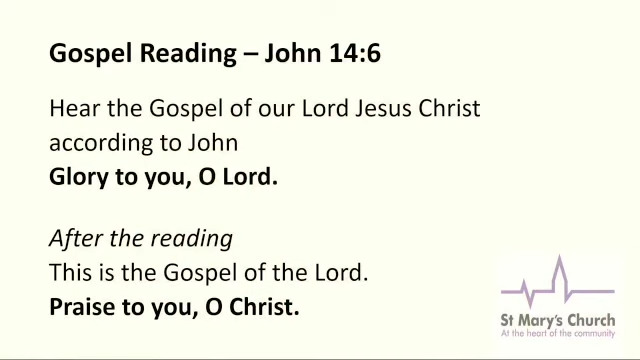 Gospel Reading – John 14:6
Hear the Gospel of our Lord Jesus Christ
according to John
Glory to you, O Lord.
After the reading
This is the Gospel of the Lord.
Praise to you, O Christ.
St Mary's Church
At the heart of the community